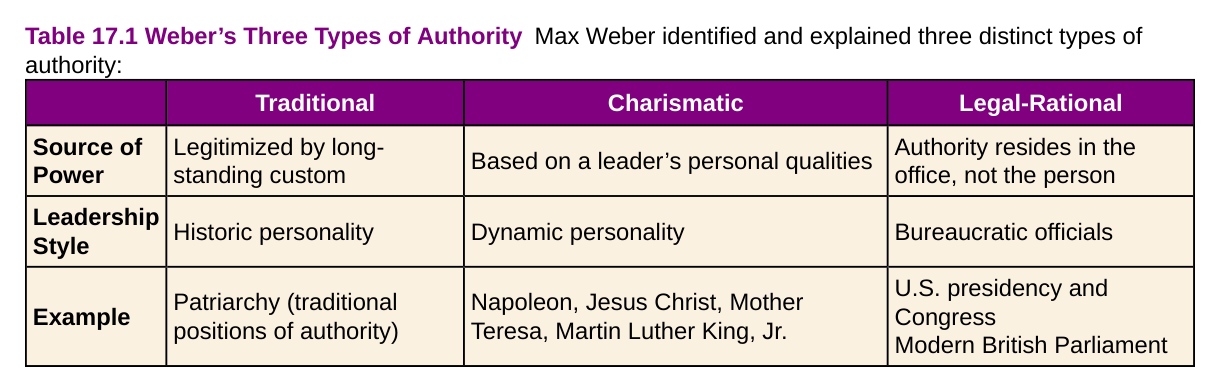 Table 17.1 Weber’s Three Types of Authority Max Weber identified and explained three distinct types of
authority:
Traditional Charismatic Legal-Rational
Source of
Power
Legitimized by long-
standing custom
Based on a leader’s personal qualities
Authority resides in the
office, not the person
Leadership
Style
Historic personality
Dynamic personality
Bureaucratic officials
Example
Patriarchy (traditional
positions of authority)
Napoleon, Jesus Christ, Mother
Teresa, Martin Luther King, Jr.
U.S. presidency and
Congress
Modern British Parliament